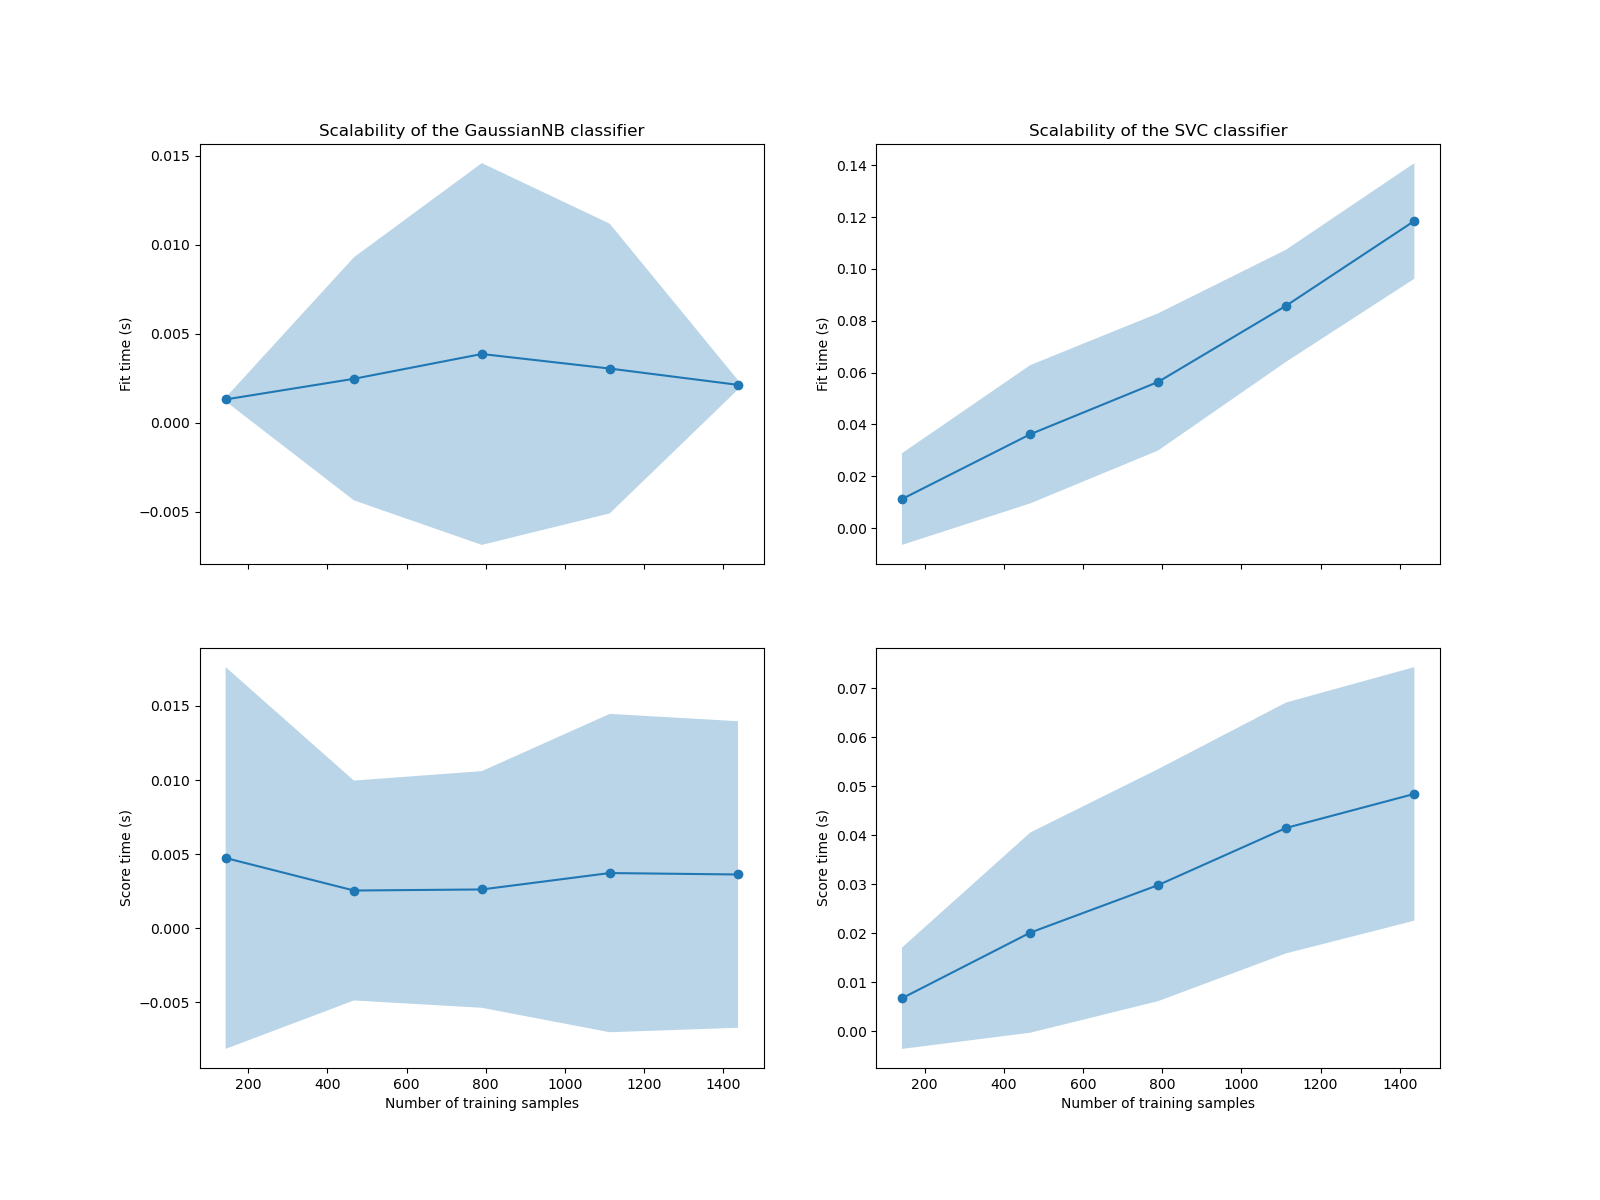 Scalability of the GaussianNB classifier
0.015
0.010
0.005
0.000
−0.005
Fit time (s)
Scalability of the SVC classifier
0.14
0.12
0.10
0.08
0.06
0.04
0.02
0.00
Fit time (s)
0.015
0.010
0.005
0.000
−0.005
Score time (s)
200 400 600 800 1000 1200 1400
Number of training samples
0.07
0.06
0.05
0.04
0.03
0.02
0.01
0.00
Score time (s)
200 400 600 800 1000 1200 1400
Number of training samples